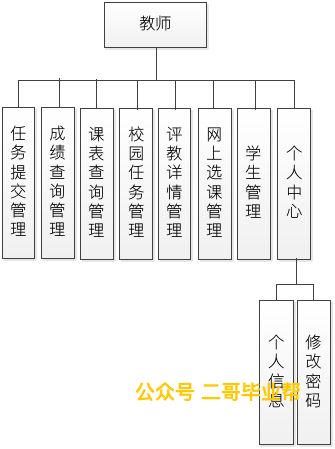 教师
任务提交管理
成绩查询管理
课表查询管理
校园任务管理
评教详情管理
网上选课管理
学生管理
个人中心
个人信息
修改密码
公众号 二哥毕业帮